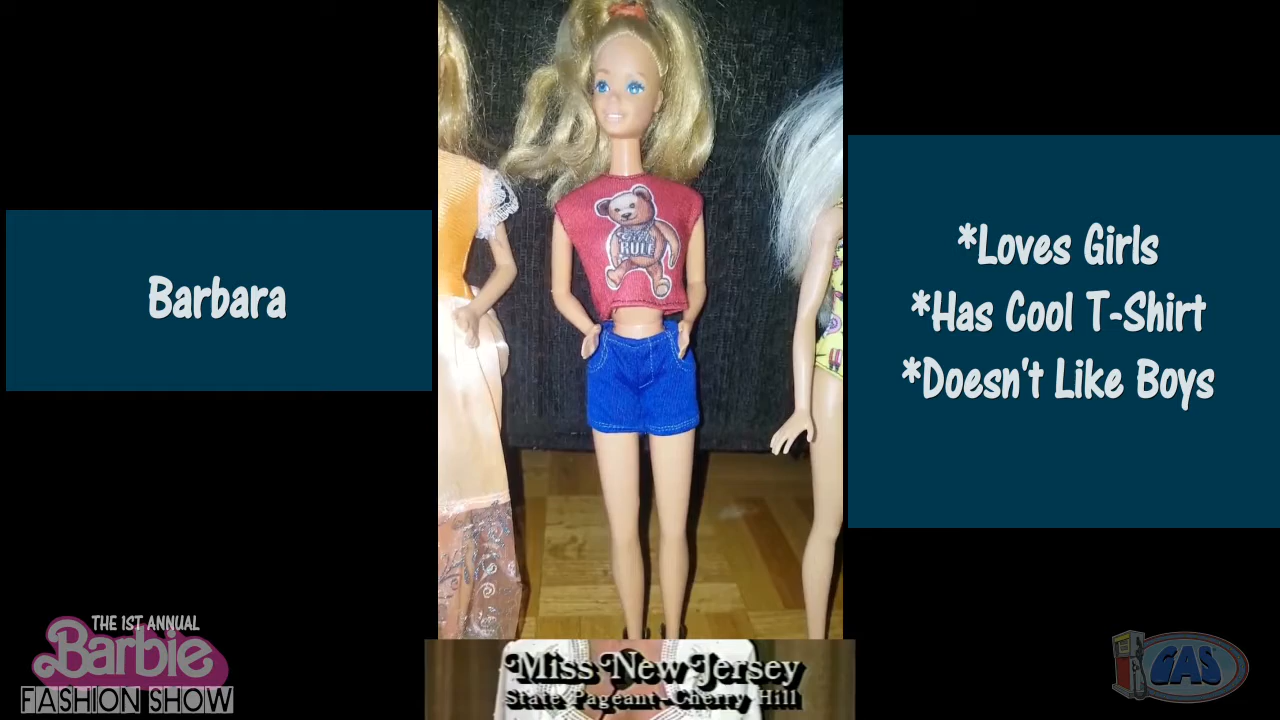 Barbara
*Loves Girls
*Has Cool T-Shirt
*Doesn't Like Boys
RULE
THE 1ST ANNUAL
Barbie
FASHION SHOW
Miss New Jersey
State Pageant-Cherry Hill
GAS